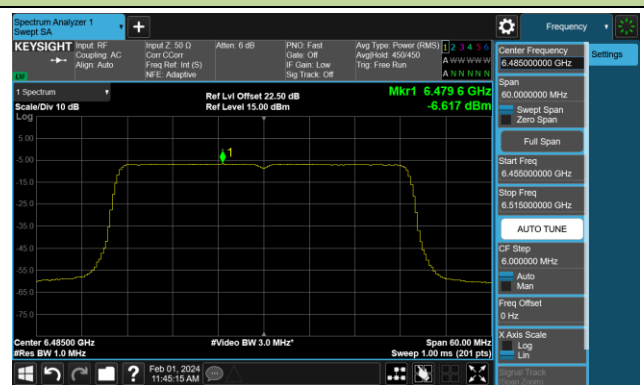 Spectrum Analyzer 1
Swept SA
Frequency
KEYSIGHT
Input: RF
Coupling: AC
Align: Auto
Input Z: 50 Ω
Corr CCorr
Freq Ref: Int (S)
NFE: Adaptive
Atten: 6 dB
PNO: Fast
Gate: Off
IF Gain: Low
Sig Track: Off
Avg Type: Power (RMS)
Avg|Hold: 450/450
Trig: Free Run
1 2 3 4 5 6
A W W W W W
A N N N N N
LW
1 Spectrum
Scale/Div 10 dB
Log
Ref Lvl Offset 22.50 dB
Ref Level 15.00 dBm
Mkr1 6.479 6 GHz
-6.617 dBm
5.00
-5.00
-15.0
-25.0
-35.0
-45.0
-55.0
-65.0
-75.0
1
Center 6.48500 GHz
#Res BW 1.0 MHz
#Video BW 3.0 MHz*
Span 60.00 MHz
Sweep 1.00 ms (201 pts)
Center Frequency
6.485000000 GHz
Settings
Span
60.0000000 MHz
Swept Span
Zero Span
Full Span
Start Freq
6.455000000 GHz
Stop Freq
6.515000000 GHz
AUTO TUNE
CF Step
6.000000 MHz
Auto
Man
Freq Offset
0 Hz
X Axis Scale
Log
Lin
Signal Track
(Span Zoom)
?
Feb 01, 2024
11:45:15 AM